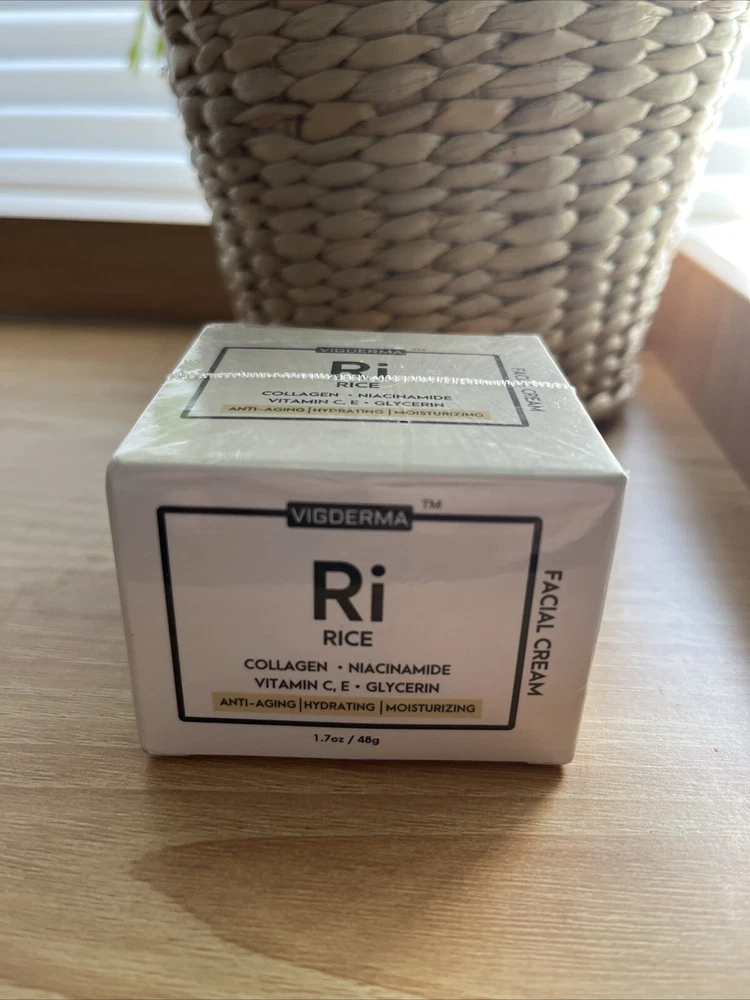 VIGDERMA ™
Ri
RICE
COLLAGEN • NIACINAMIDE
VITAMIN C, E • GLYCERIN
ANTI-AGING | HYDRATING | MOISTURIZING
FACIAL CREAM
VIGDERMA ™
Ri
RICE
COLLAGEN • NIACINAMIDE
VITAMIN C, E • GLYCERIN
ANTI-AGING | HYDRATING | MOISTURIZING
1.7oz / 48g
FACIAL CREAM